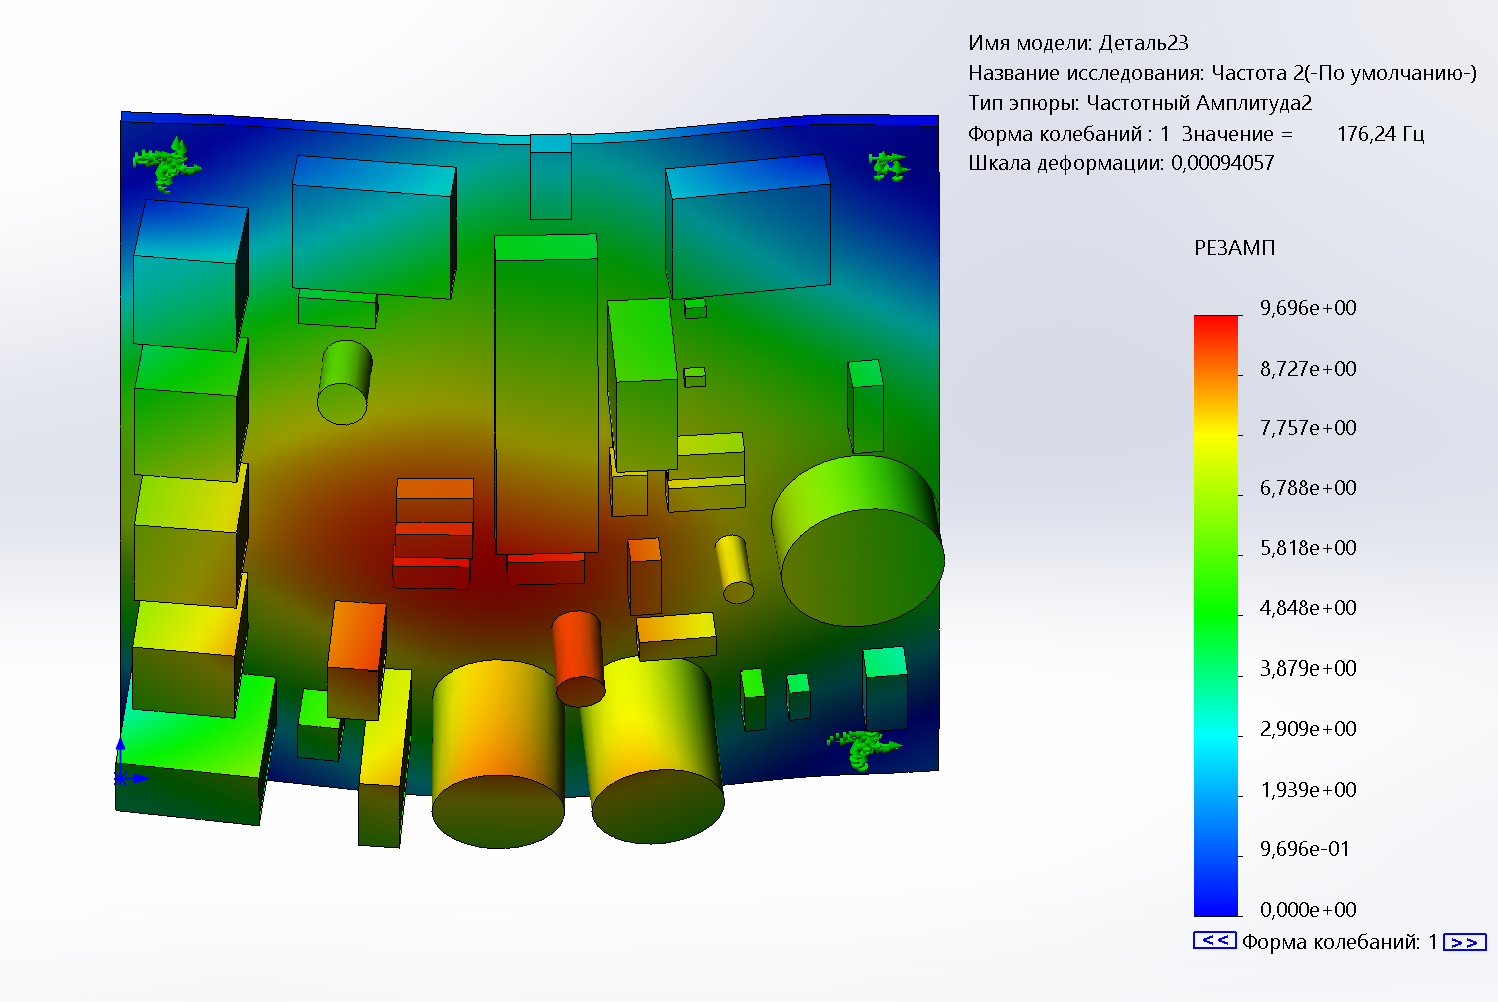 Имя модели: Деталь23
Название исследования: Частота 2(-По умолчанию-)
Тип эпюры: Частотный Амплитуда2
Форма колебаний : 1 Значение = 176,24 Гц
Шкала деформации: 0,00094057
РЕЗАМП
9,696e+00
8,727e+00
7,757e+00
6,788e+00
5,818e+00
4,848e+00
3,879e+00
2,909e+00
1,939e+00
9,696e-01
0,000e+00
<< Форма колебаний: 1 >>